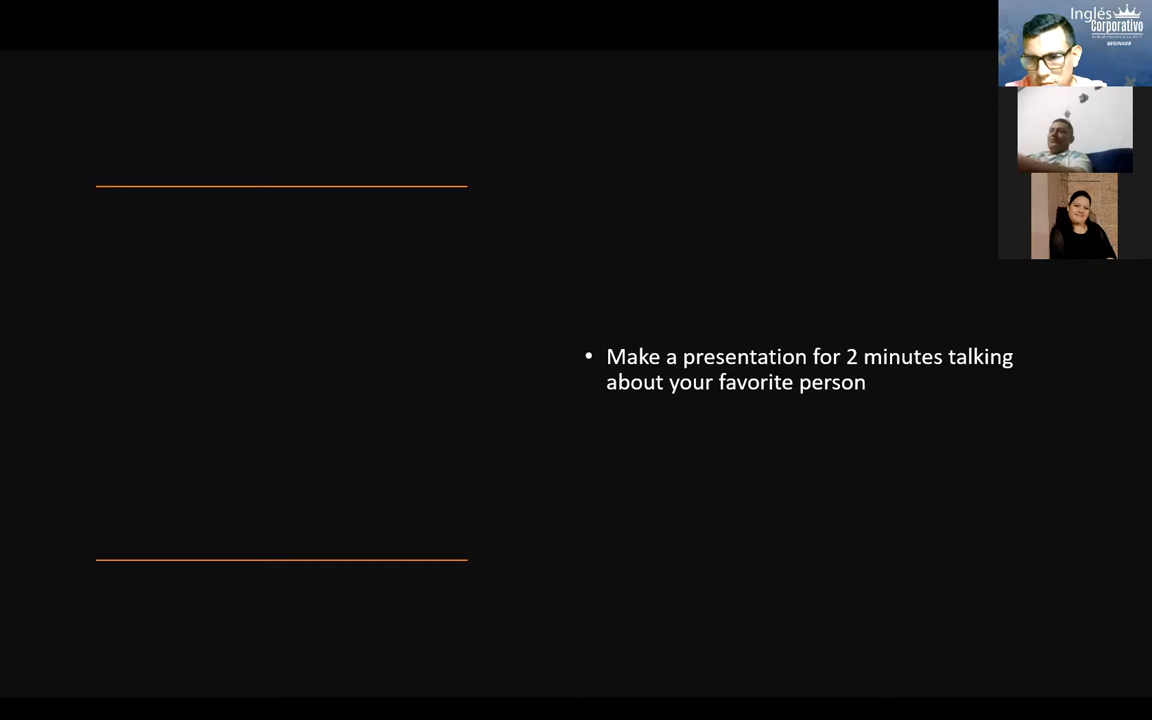 Inglés
Corporativo
BEGINNER
• Make a presentation for 2 minutes talking
about your favorite person